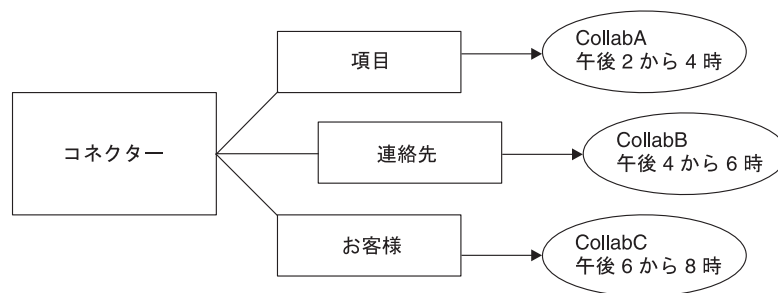 コネクター
項目
連絡先
お客様
CollabA
午後 2 から 4 時
CollabB
午後 4 から 6 時
CollabC
午後 6 から 8 時